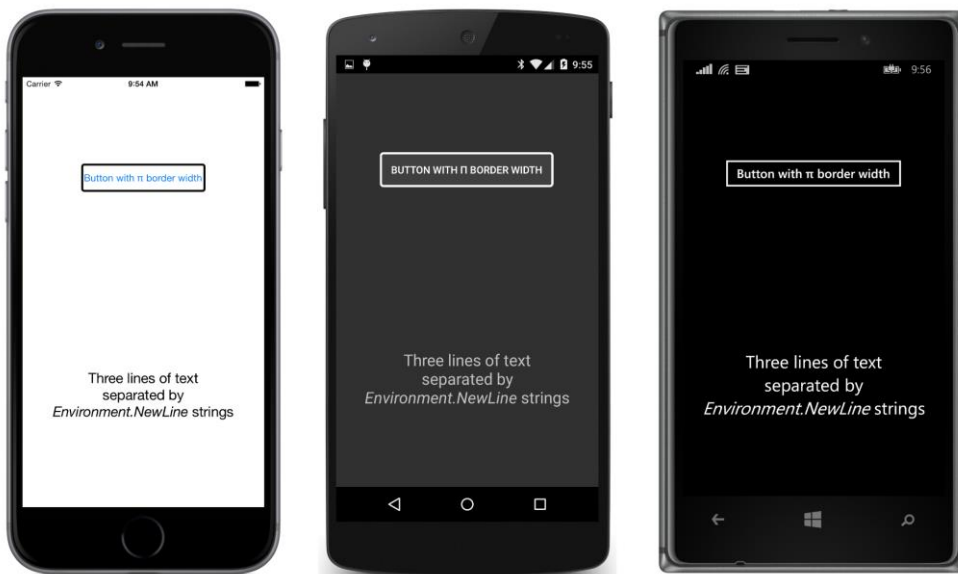 Carrier
9:54 AM
Button with π border width
Three lines of text
separated by
Environment.NewLine strings
9:55
BUTTON WITH Π BORDER WIDTH
Three lines of text
separated by
Environment.NewLine strings
9:56
Button with π border width
Three lines of text
separated by
Environment.NewLine strings